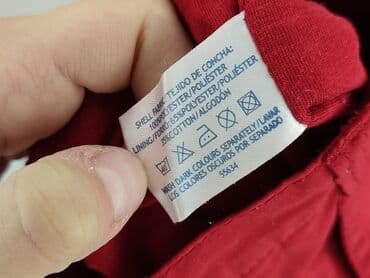 SHELL FABRIC/TEJIDO DE CONCHA:
100%POLYESTER/POLIÉSTER
LINING/FORRO: 65%POLYESTER/POLIÉSTER
35%COTTON/ALGODÓN
WASH DARK COLOURS SEPARATELY/LAVAR
LOS COLORES OSCUROS POR SEPARADO
55634